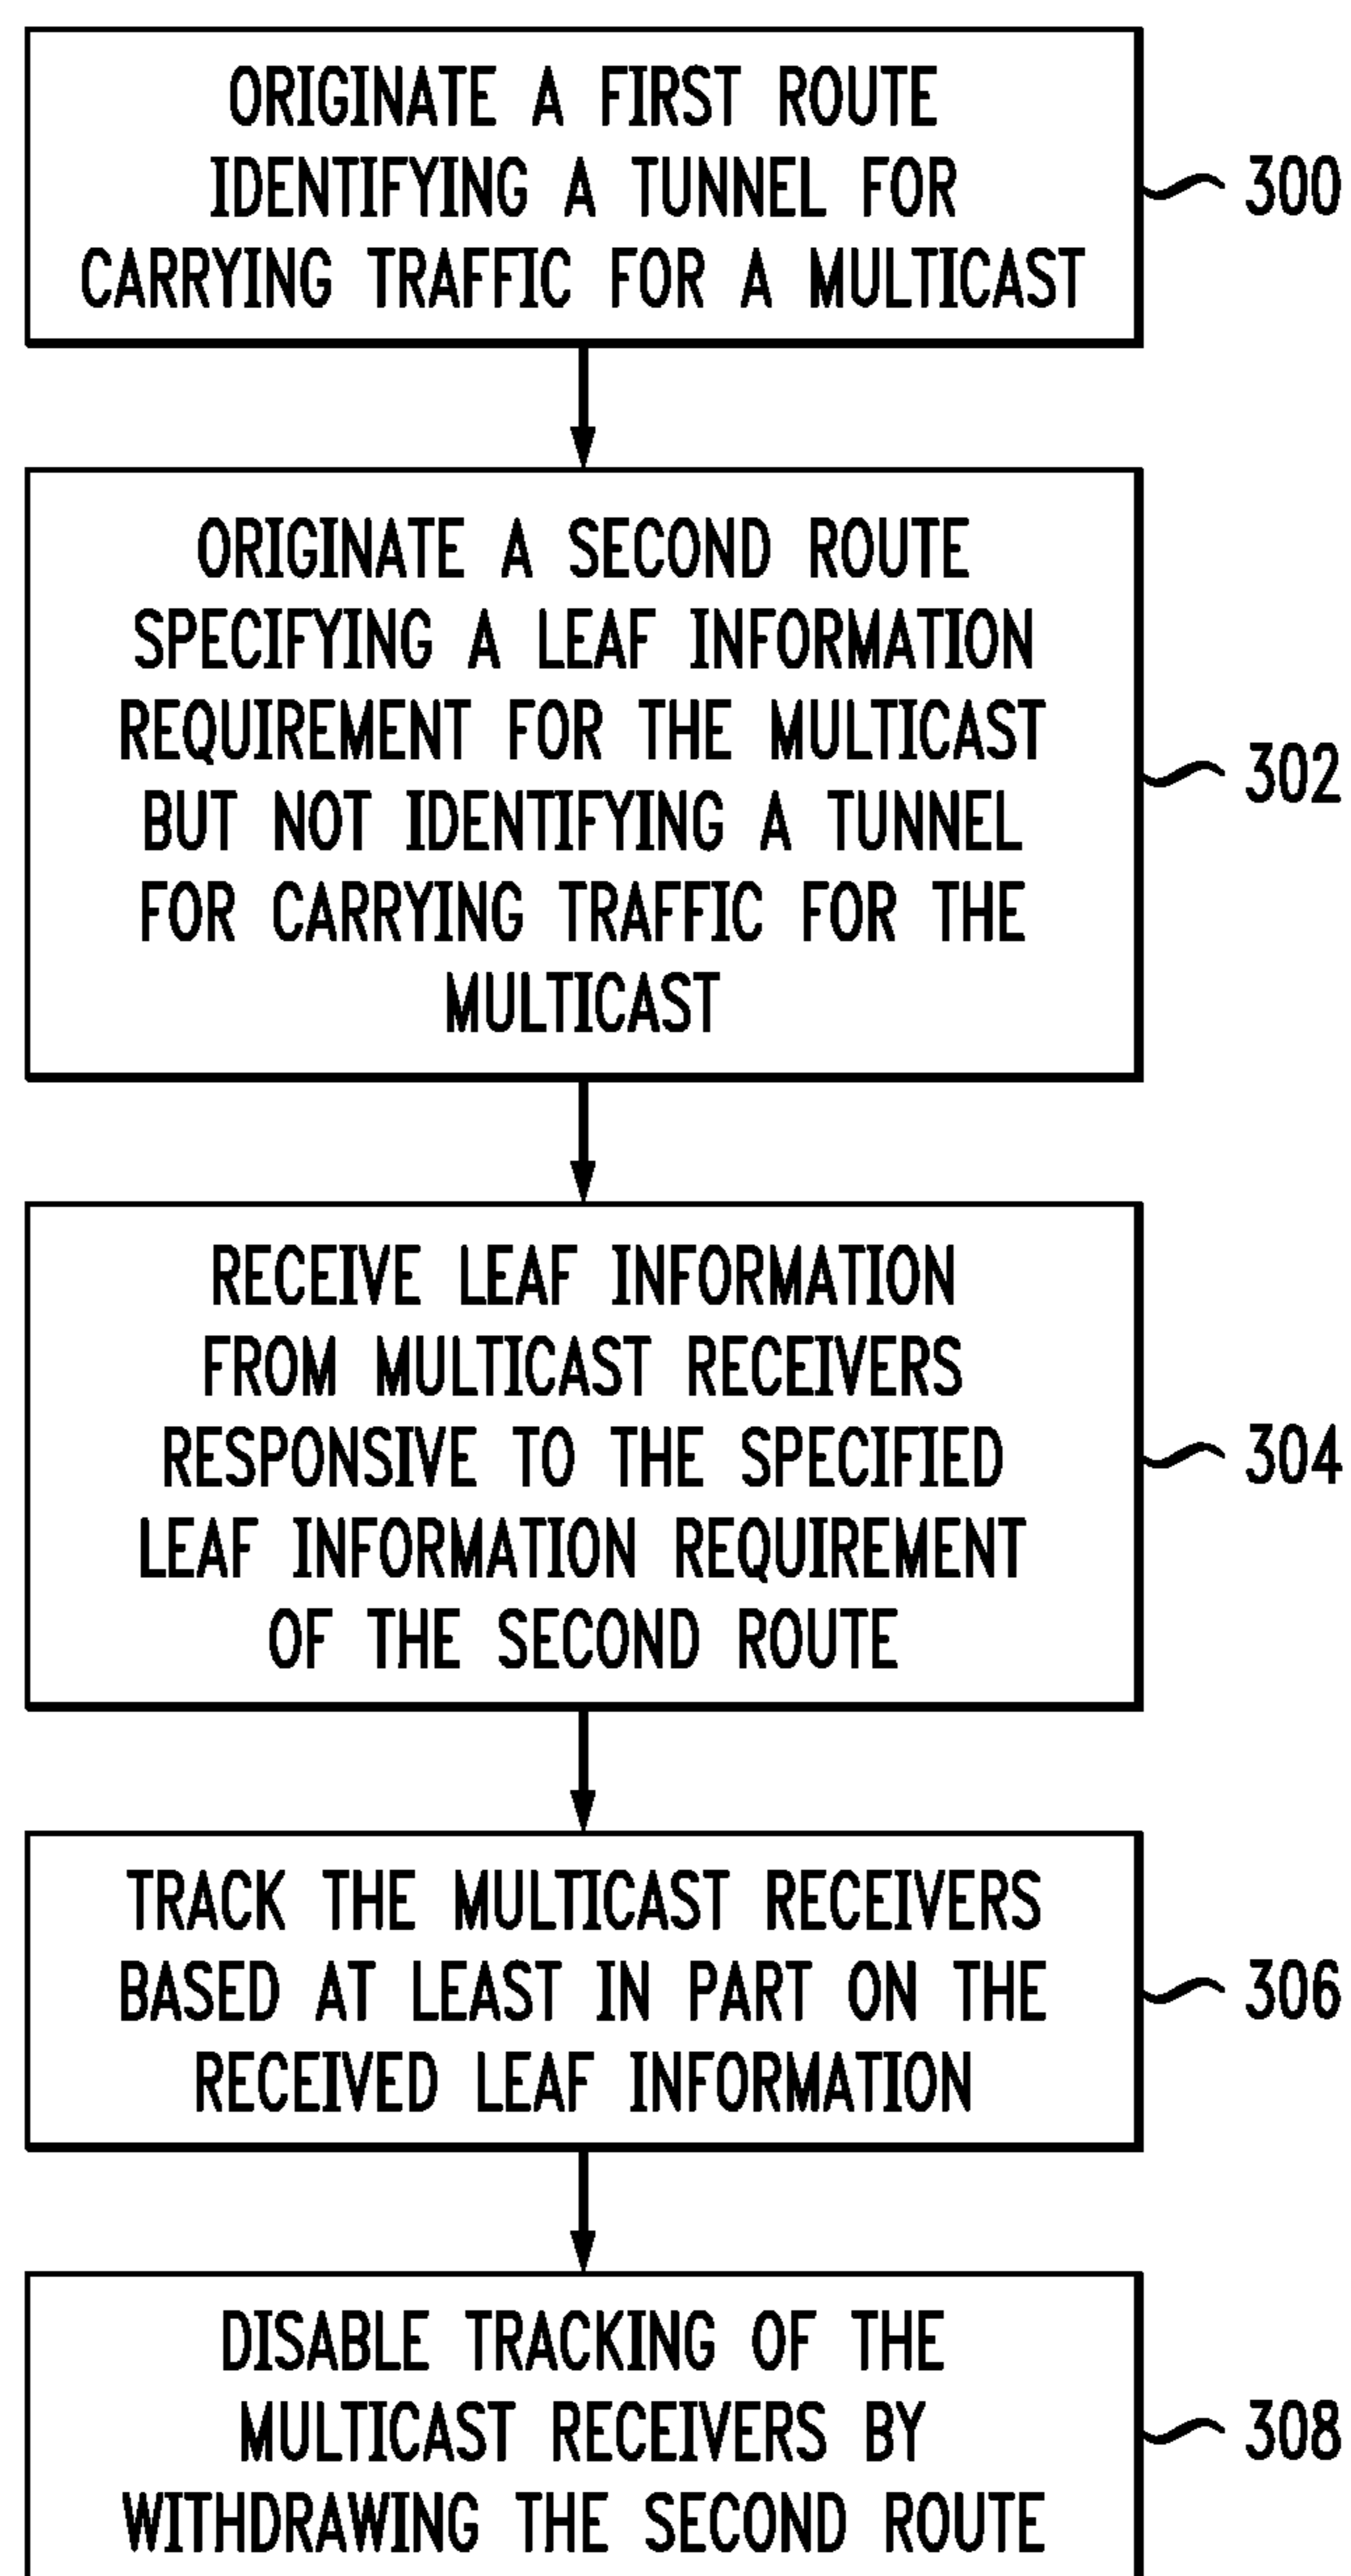 ORIGINATE A FIRST ROUTE
IDENTIFYING A TUNNEL FOR
CARRYING TRAFFIC FOR A MULTICAST
300
ORIGINATE A SECOND ROUTE
SPECIFYING A LEAF INFORMATION
REQUIREMENT FOR THE MULTICAST
BUT NOT IDENTIFYING A TUNNEL
FOR CARRYING TRAFFIC FOR THE
MULTICAST
302
RECEIVE LEAF INFORMATION
FROM MULTICAST RECEIVERS
RESPONSIVE TO THE SPECIFIED
LEAF INFORMATION REQUIREMENT
OF THE SECOND ROUTE
304
TRACK THE MULTICAST RECEIVERS
BASED AT LEAST IN PART ON THE
RECEIVED LEAF INFORMATION
306
DISABLE TRACKING OF THE
MULTICAST RECEIVERS BY
WITHDRAWING THE SECOND ROUTE
308